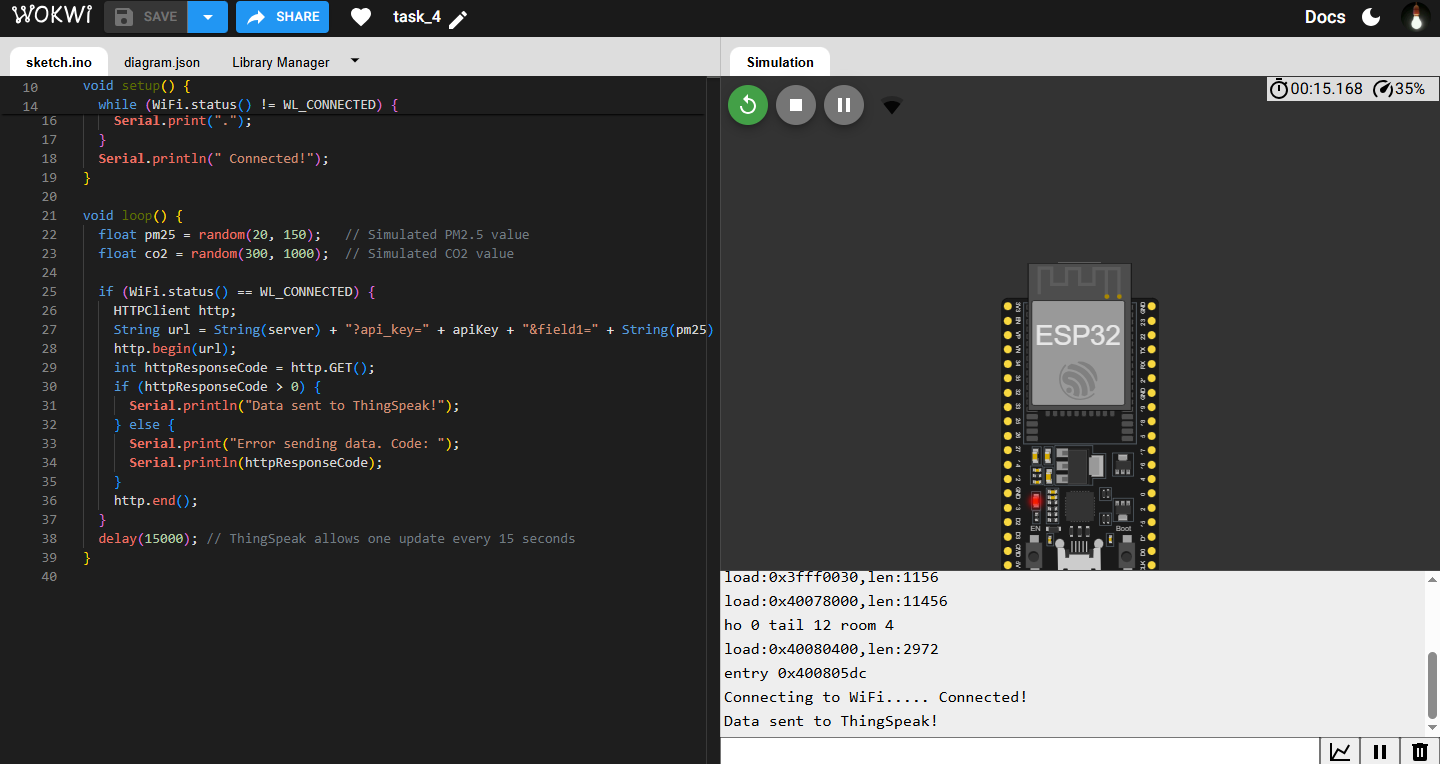 WOKWI SAVE SHARE task_4 Docs
sketch.ino diagram.json Library Manager
10 void setup() {
14 while (WiFi.status() != WL_CONNECTED) {
16 Serial.print(".");
17 }
18 Serial.println(" Connected!");
19 }
20
21 void loop() {
22 float pm25 = random(20, 150); // Simulated PM2.5 value
23 float co2 = random(300, 1000); // Simulated CO2 value
24
25 if (WiFi.status() == WL_CONNECTED) {
26 HTTPClient http;
27 String url = String(server) + "?api_key=" + apiKey + "&field1=" + String(pm25)
28 http.begin(url);
29 int httpResponseCode = http.GET();
30 if (httpResponseCode > 0) {
31 Serial.println("Data sent to ThingSpeak!");
32 } else {
33 Serial.print("Error sending data. Code: ");
34 Serial.println(httpResponseCode);
35 }
36 http.end();
37 }
38 delay(15000); // ThingSpeak allows one update every 15 seconds
39 }
40
Simulation
00:15.168 35%
ESP32
EN Boot
load:0x3fff0030,len:1156
load:0x40078000,len:11456
ho 0 tail 12 room 4
load:0x40080400,len:2972
entry 0x400805dc
Connecting to WiFi..... Connected!
Data sent to ThingSpeak!